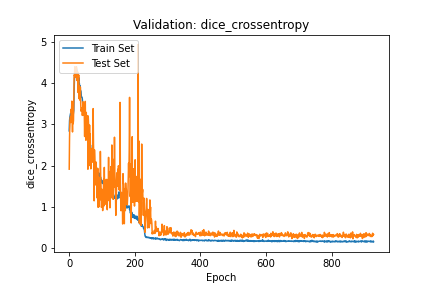 Validation: dice_crossentropy
5
4
3
2
1
0
dice_crossentropy
Train Set
Test Set
0
200
400
600
800
Epoch